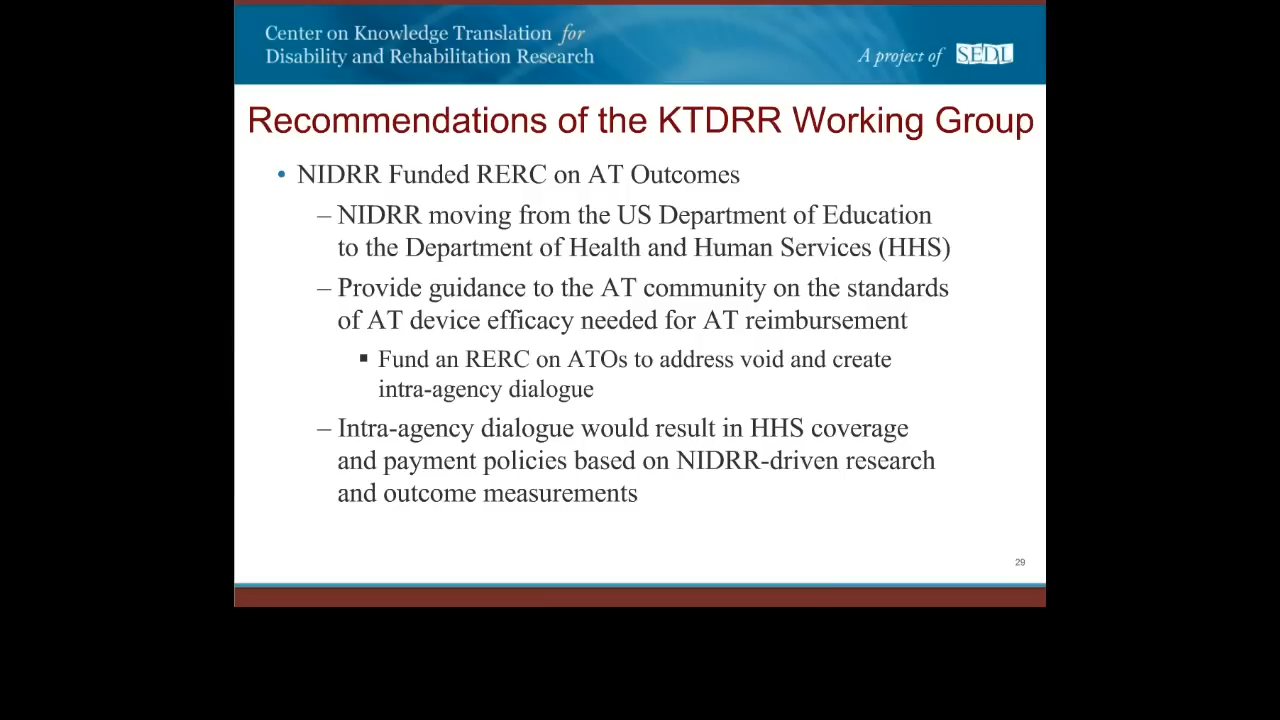 Center on Knowledge Translation for
Disability and Rehabilitation Research
A project of SEDL
Recommendations of the KTDRR Working Group
• NIDRR Funded RERC on AT Outcomes
– NIDRR moving from the US Department of Education
to the Department of Health and Human Services (HHS)
– Provide guidance to the AT community on the standards
of AT device efficacy needed for AT reimbursement
▪ Fund an RERC on ATOs to address void and create
intra-agency dialogue
– Intra-agency dialogue would result in HHS coverage
and payment policies based on NIDRR-driven research
and outcome measurements
29